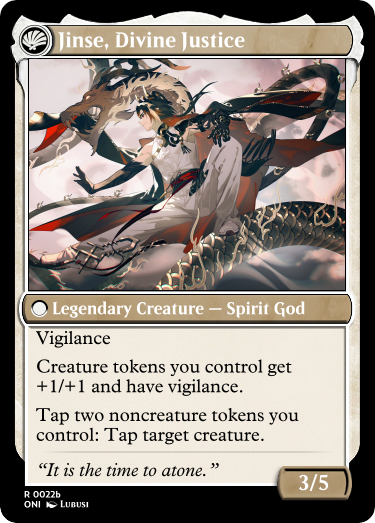 Jinse, Divine Justice
Legendary Creature — Spirit God
Vigilance
Creature tokens you control get
+1/+1 and have vigilance.
Tap two noncreature tokens you
control: Tap target creature.
“It is the time to atone.”
3/5
R 0022b
ONI LUBUSI